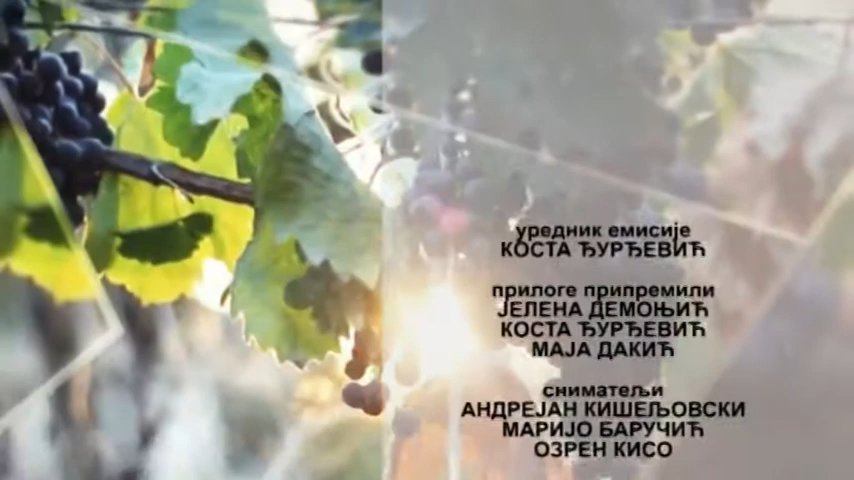 уредник емисије
КОСТА ЂУРЂЕВИЋ
прилоге припремили
ЈЕЛЕНА ДЕМОЊИЋ
КОСТА ЂУРЂЕВИЋ
МАЈА ДАКИЋ
сниматељи
АНДРЕЈАН КИШЕЉОВСКИ
МАРИЈО БАРУЧИЋ
ОЗРЕН КИСО